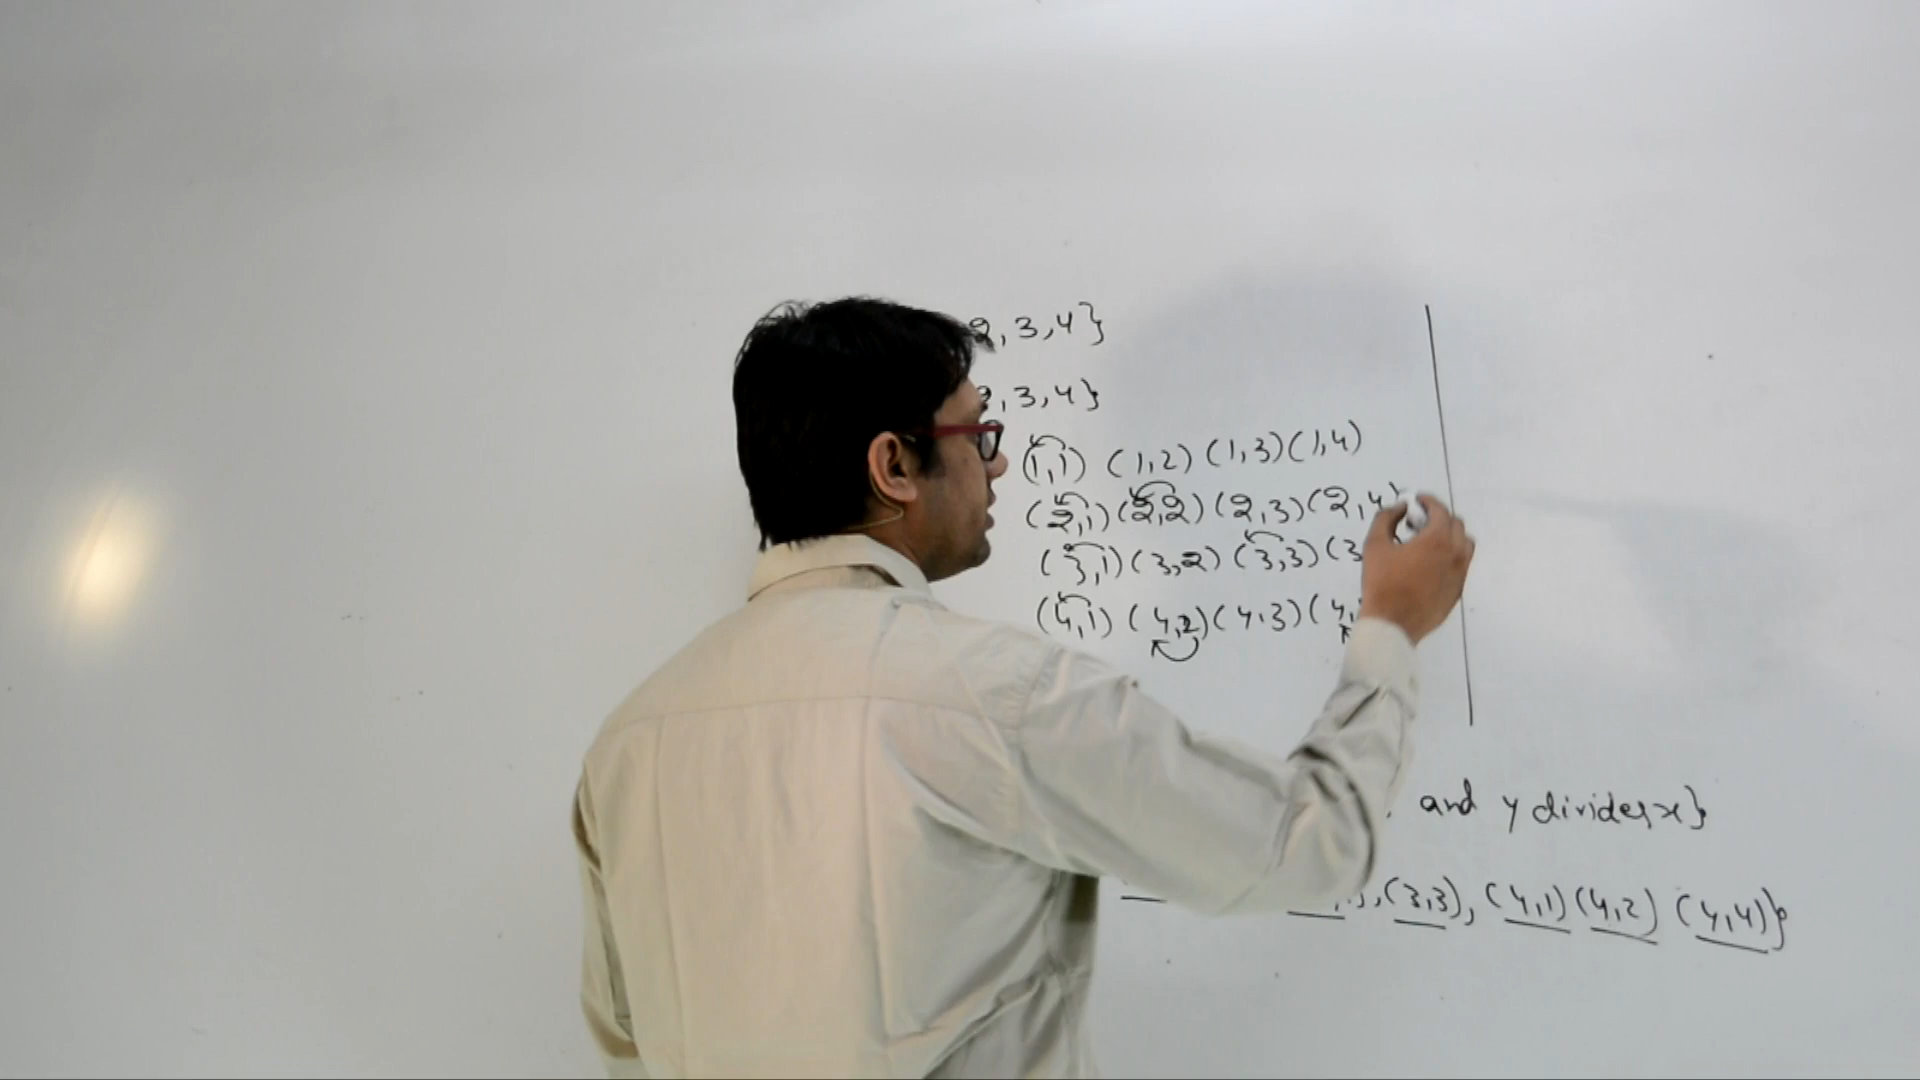 2,3,4}
2,3,4}
(1,1) (1,2) (1,3) (1,4)
(2,1) (2,2) (2,3) (2,4)
(3,1) (3,2) (3,3) (3
(4,1) (4,2) (4,3) (4,
and y divides x}
,(3,3), (4,1) (4,2) (4,4)}